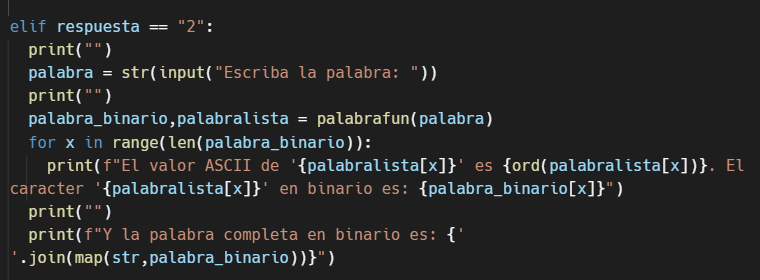 elif respuesta == "2":
print("")
palabra = str(input("Escriba la palabra: "))
print("")
palabra_binario,palabralista = palabrafun(palabra)
for x in range(len(palabra_binario)):
print(f"El valor ASCII de '{palabralista[x]}' es {ord(palabralista[x])}. El
caracter '{palabralista[x]}' en binario es: {palabra_binario[x]}")
print("")
print(f"Y la palabra completa en binario es: {'
'.join(map(str,palabra_binario))}")